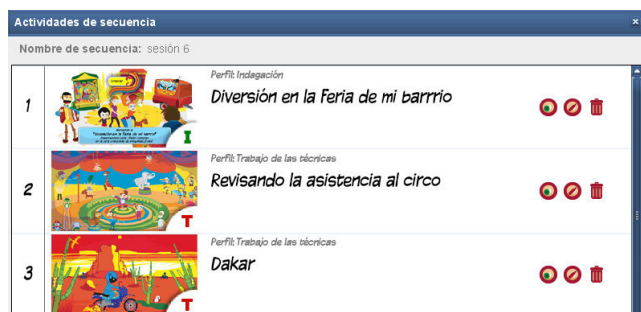 Actividades de secuencia
Nombre de secuencia: sesión 6
1
Perfil: Indagación
Diversión en la Feria de mi barrrio
I
2
Perfil: Trabajo de las técnicas
Revisando la asistencia al circo
T
3
Perfil: Trabajo de las técnicas
Dakar
T